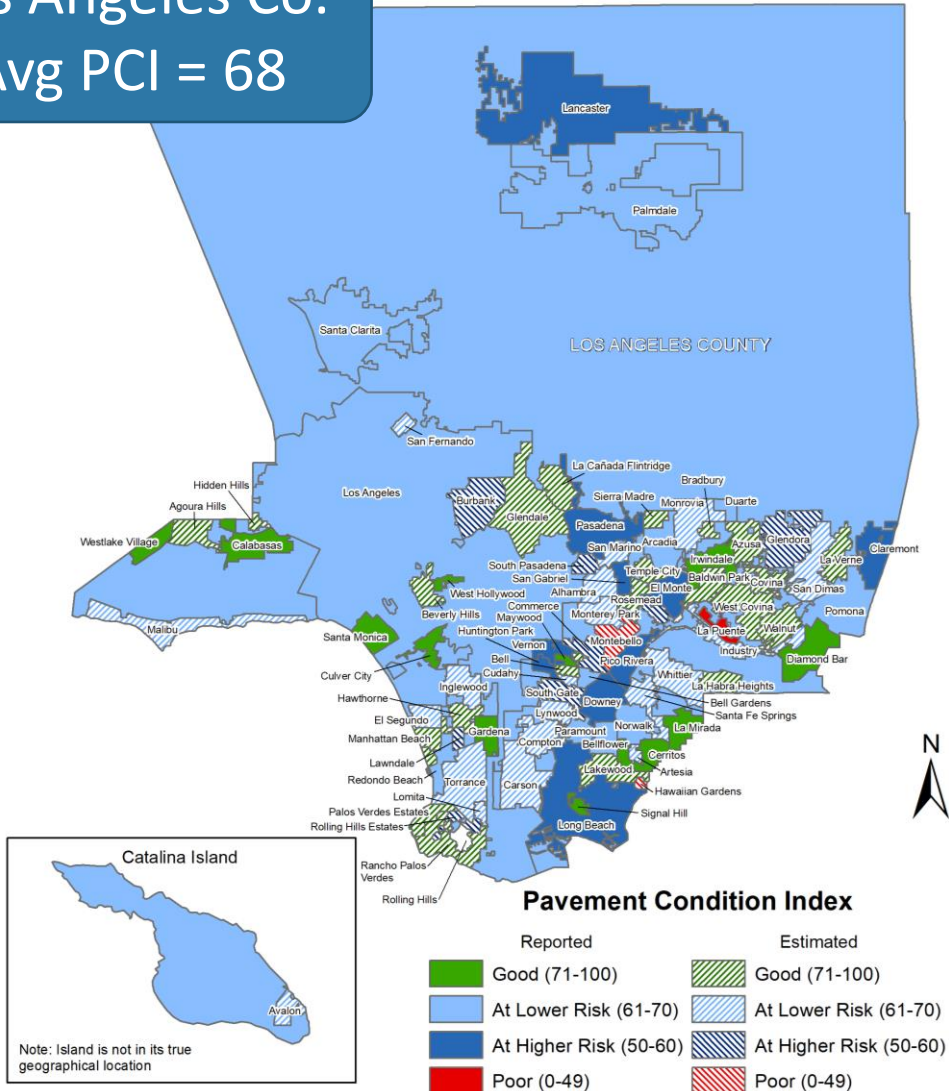 s Angeles Co.
Avg PCI = 68
Lancaster
Palmdale
Santa Clarita
LOS ANGELES COUNTY
San Fernando
La Cañada Flintridge
Hidden Hills
Los Angeles
Burbank
Glendale
Sierra Madre
Bradbury
Monrovia
Duarte
Agoura Hills
Westlake Village
Calabasas
Pasadena
Arcadia
Azusa
Glendora
Claremont
San Marino
Irwindale
La Verne
South Pasadena
Temple City
Baldwin Park
Covina
San Dimas
San Gabriel
El Monte
Alhambra
Rosemead
West Covina
Pomona
West Hollywood
Beverly Hills
Commerce
Monterey Park
Maywood
Malibu
Santa Monica
Huntington Park
Montebello
La Puente
Walnut
Vernon
Industry
Diamond Bar
Bell
Pico Rivera
Culver City
Cudahy
Whittier
La Habra Heights
Inglewood
Hawthorne
South Gate
Downey
Bell Gardens
El Segundo
Lynwood
Santa Fe Springs
Manhattan Beach
Gardena
Paramount
Norwalk
La Mirada
Compton
Bellflower
Lawndale
Cerritos
Redondo Beach
Torrance
Carson
Lakewood
Artesia
Lomita
Hawaiian Gardens
Palos Verdes Estates
Signal Hill
Rolling Hills Estates
Long Beach
Rancho Palos
Verdes
Rolling Hills
N
Catalina Island
Avalon
Note: Island is not in its true
geographical location
Pavement Condition Index
Reported
Estimated
Good (71-100)
Good (71-100)
At Lower Risk (61-70)
At Lower Risk (61-70)
At Higher Risk (50-60)
At Higher Risk (50-60)
Poor (0-49)
Poor (0-49)